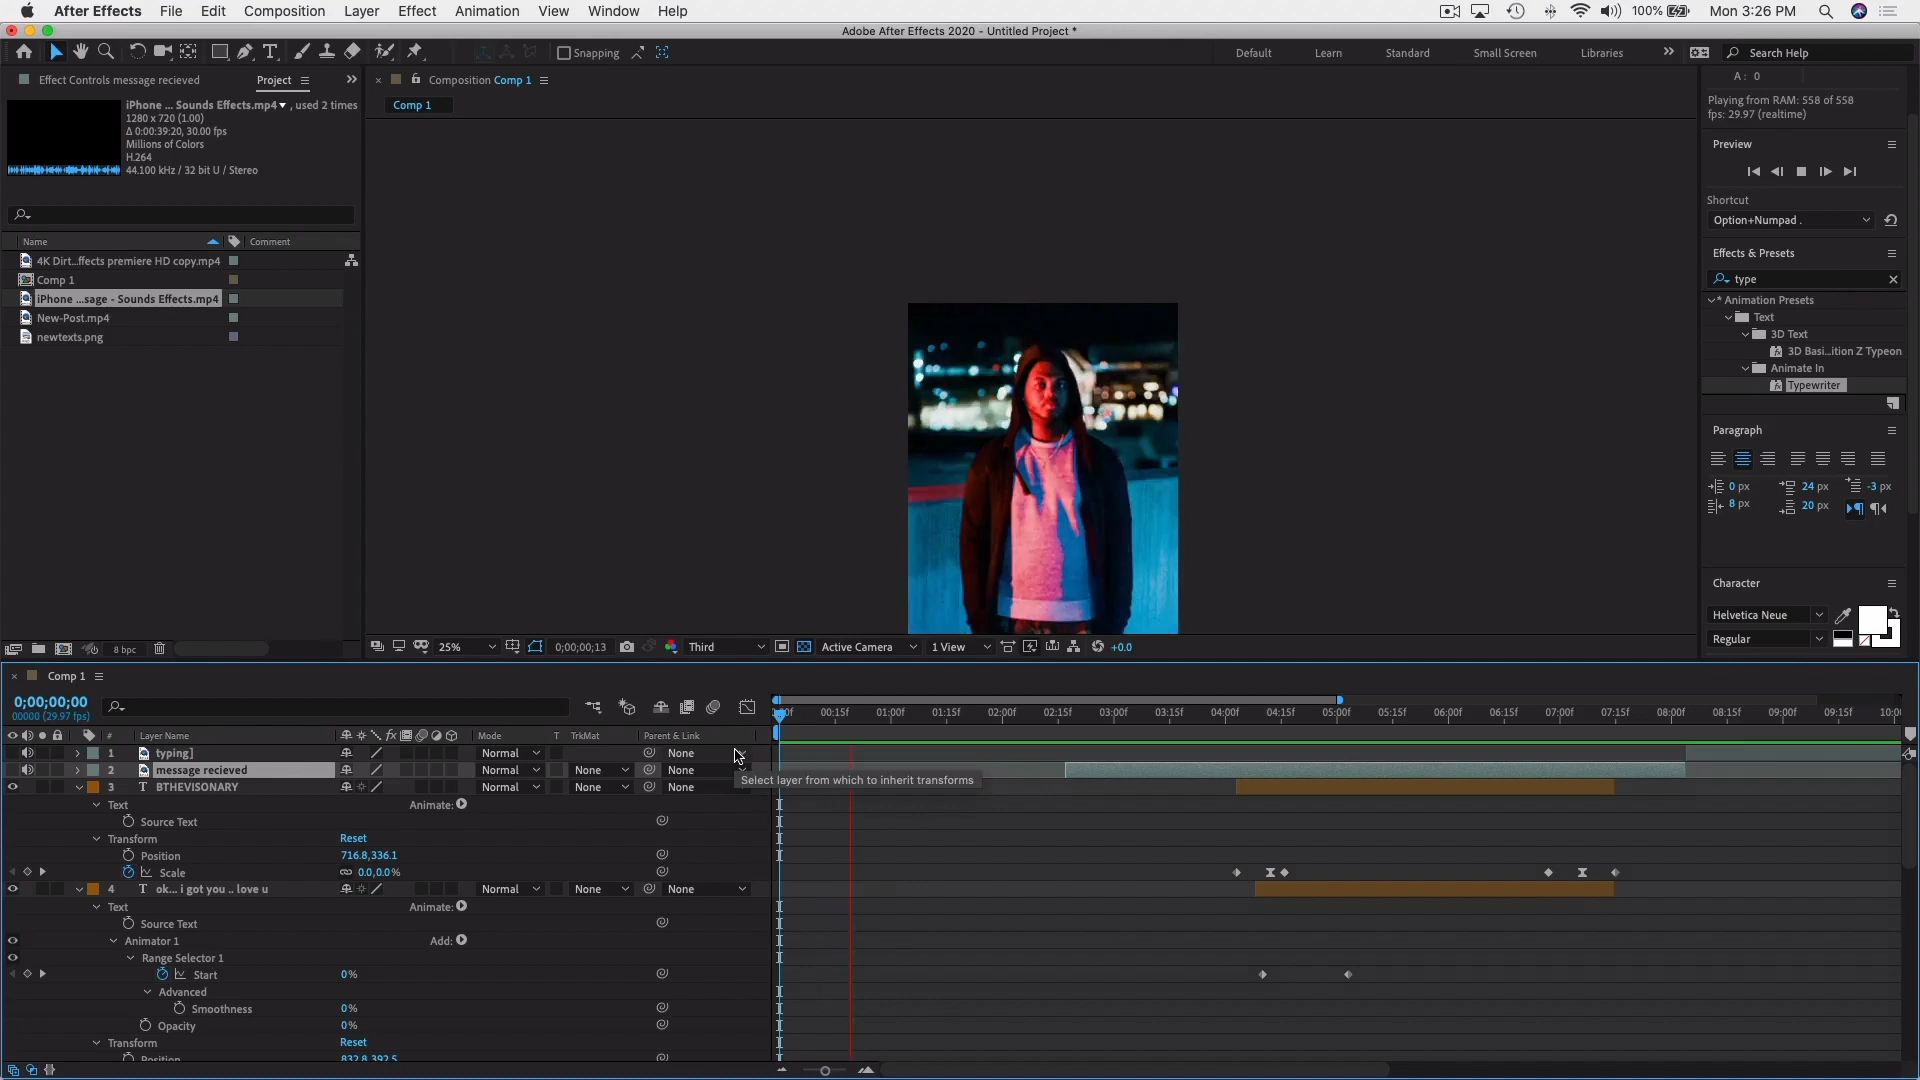 After Effects File Edit Composition Layer Effect Animation View Window Help 100% Mon 3:26 PM
Adobe After Effects 2020 - Untitled Project *
Snapping Default Learn Standard Small Screen Libraries Search Help
Effect Controls message recieved Project Composition Comp 1
Comp 1
iPhone ... Sounds Effects.mp4 , used 2 times
1280 x 720 (1.00)
Δ 0:00:39:20, 30.00 fps
Millions of Colors
H.264
44.100 kHz / 32 bit U / Stereo
Name Comment
4K Dirt...ffects premiere HD copy.mp4
Comp 1
iPhone ...sage - Sounds Effects.mp4
New-Post.mp4
newtexts.png
8 bpc
A : 0
Playing from RAM: 558 of 558
fps: 29.97 (realtime)
Preview
Shortcut
Option+Numpad .
Effects & Presets
type
* Animation Presets
Text
3D Text
3D Basi...ition Z Typeon
Animate In
Typewriter
Paragraph
0 px 24 px -3 px
8 px 20 px
Character
Helvetica Neue
Regular
25% 0;00;00;13 Third Active Camera 1 View +0.0
Comp 1
0;00;00;00
00000 (29.97 fps)
00:15f 01:00f 01:15f 02:00f 02:15f 03:00f 03:15f 04:00f 04:15f 05:00f 05:15f 06:00f 06:15f 07:00f 07:15f 08:00f 08:15f 09:00f 09:15f 10:0
# Layer Name Mode T TrkMat Parent & Link
1 typing] Normal None
2 message recieved Normal None None
Select layer from which to inherit transforms
3 T BTHEVISONARY Normal None None
Text Animate:
Source Text
Transform Reset
Position 716.8,336.1
Scale 0.0,0.0%
4 T ok... i got you .. love u Normal None None
Text Animate:
Source Text
Animator 1 Add:
Range Selector 1
Start 0%
Advanced
Smoothness 0%
Opacity 0%
Transform Reset
Position 832.8,392.5